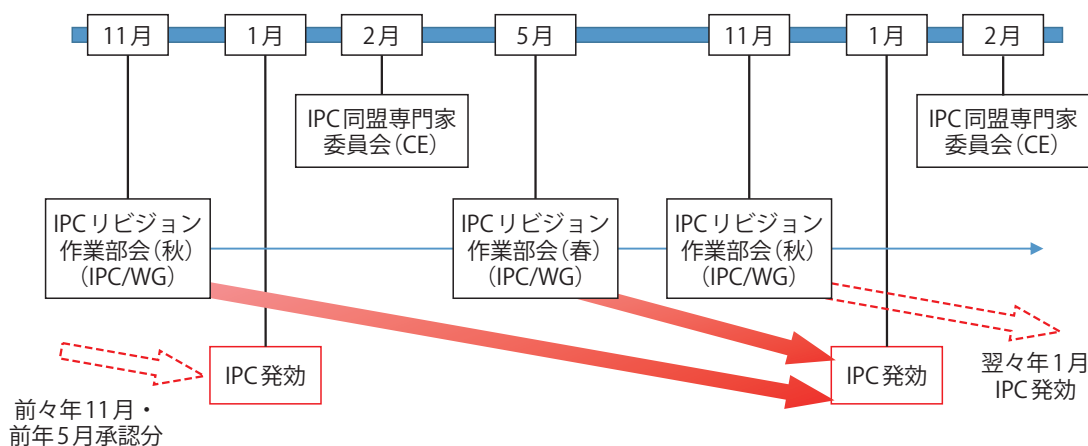 11月
1月
2月
5月
11月
1月
2月
IPC同盟専門家
委員会(CE)
IPC同盟専門家
委員会(CE)
IPCリビジョン
作業部会(秋)
(IPC/WG)
IPCリビジョン
作業部会(春)
(IPC/WG)
IPCリビジョン
作業部会(秋)
(IPC/WG)
IPC発効
IPC発効
翌々年1月
IPC発効
前々年11月・
前年5月承認分